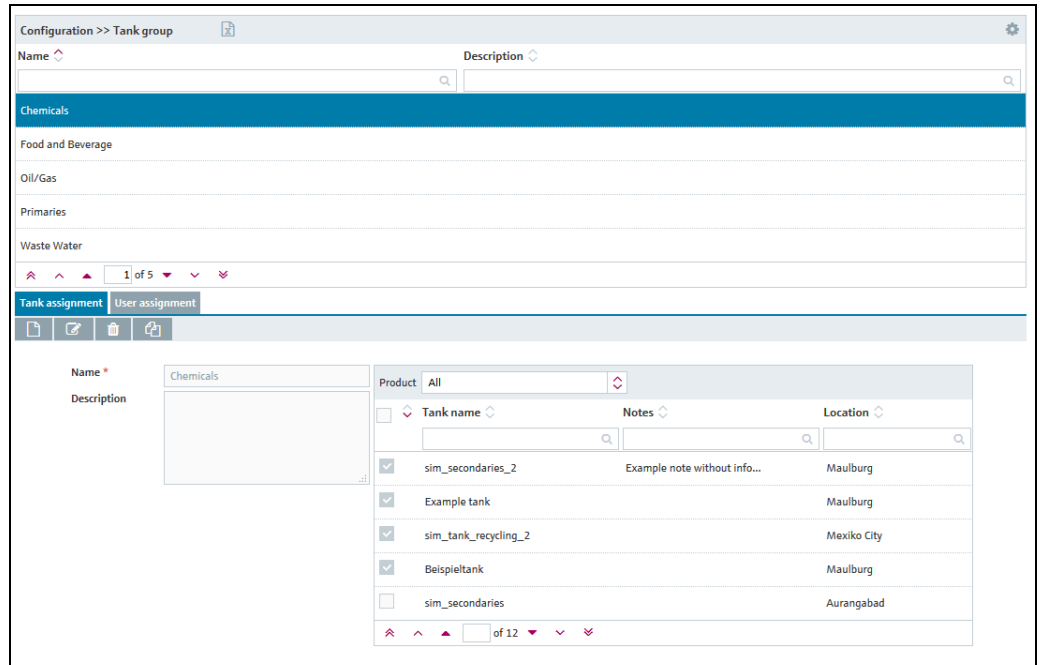 Configuration >> Tank group
Name Description
Chemicals
Food and Beverage
Oil/Gas
Primaries
Waste Water
1 of 5
Tank assignment User assignment
Name * Chemicals
Description
Product All
Tank name Notes Location
sim_secondaries_2 Example note without info... Maulburg
Example tank Maulburg
sim_tank_recycling_2 Mexiko City
Beispieltank Maulburg
sim_secondaries Aurangabad
of 12